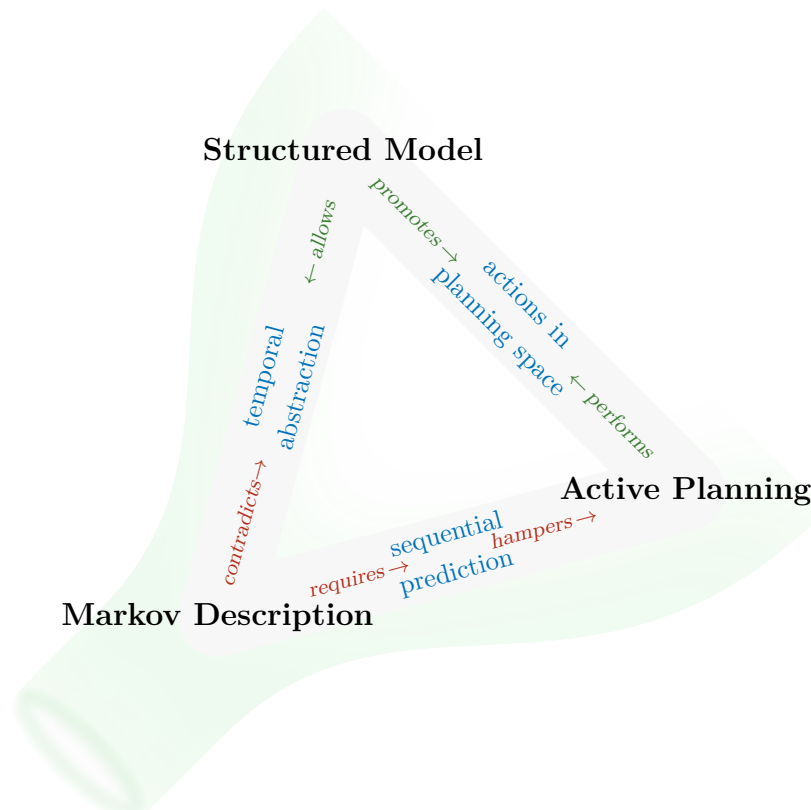 Structured Model
promotes→
←allows
actions in
planning space
temporal
abstraction
←performs
contradicts→
Active Planning
sequential
prediction
hampers→
requires→
Markov Description